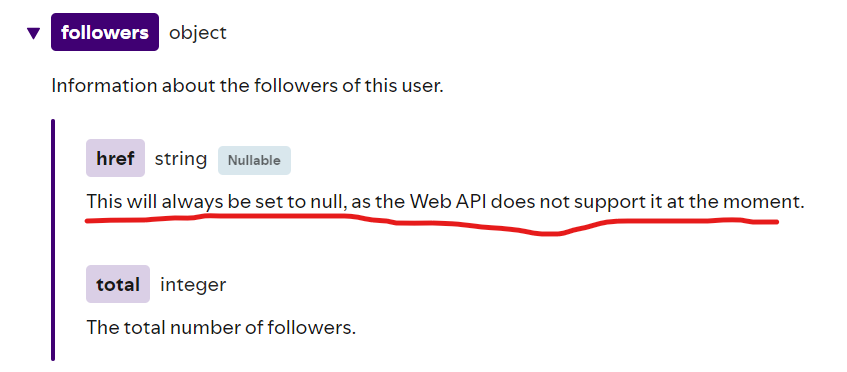 followers object
Information about the followers of this user.
href string Nullable
This will always be set to null, as the Web API does not support it at the moment.
total integer
The total number of followers.